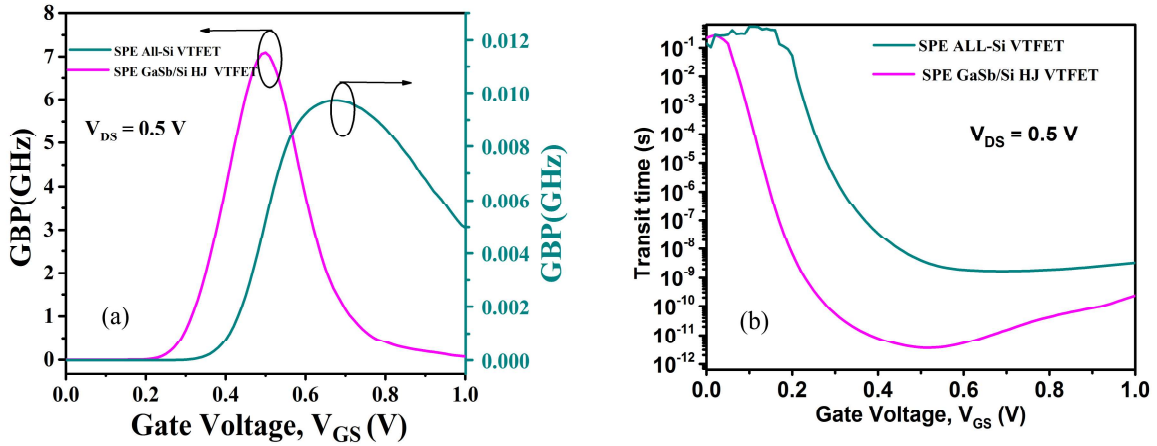 GBP(GHz)
8
7
6
5
4
3
2
1
0
SPE All-Si VTFET
SPE GaSb/Si HJ VTFET
V_DS = 0.5 V
(a)
0.012
0.010
0.008
0.006
0.004
0.002
0.000
GBP(GHz)
0.0 0.2 0.4 0.6 0.8 1.0
Gate Voltage, V_GS (V)
Transit time (s)
10^-1
10^-2
10^-3
10^-4
10^-5
10^-6
10^-7
10^-8
10^-9
10^-10
10^-11
10^-12
SPE ALL-Si VTFET
SPE GaSb/Si HJ VTFET
V_DS = 0.5 V
(b)
0.0 0.2 0.4 0.6 0.8 1.0
Gate Voltage, V_GS (V)